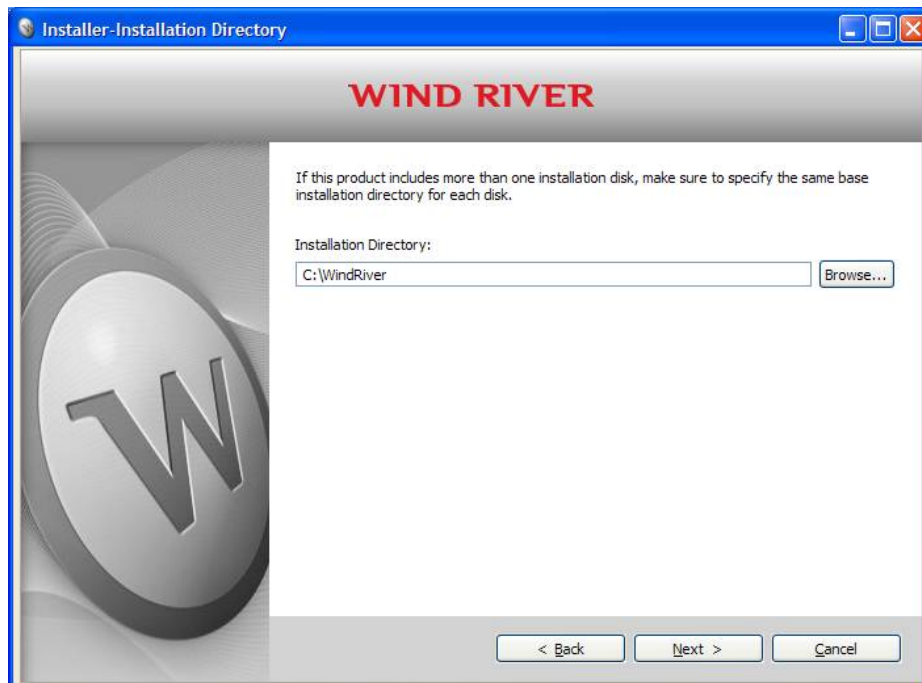 Installer-Installation Directory
WIND RIVER
If this product includes more than one installation disk, make sure to specify the same base
installation directory for each disk.
Installation Directory:
C:\WindRiver
Browse...
W
< Back
Next >
Cancel